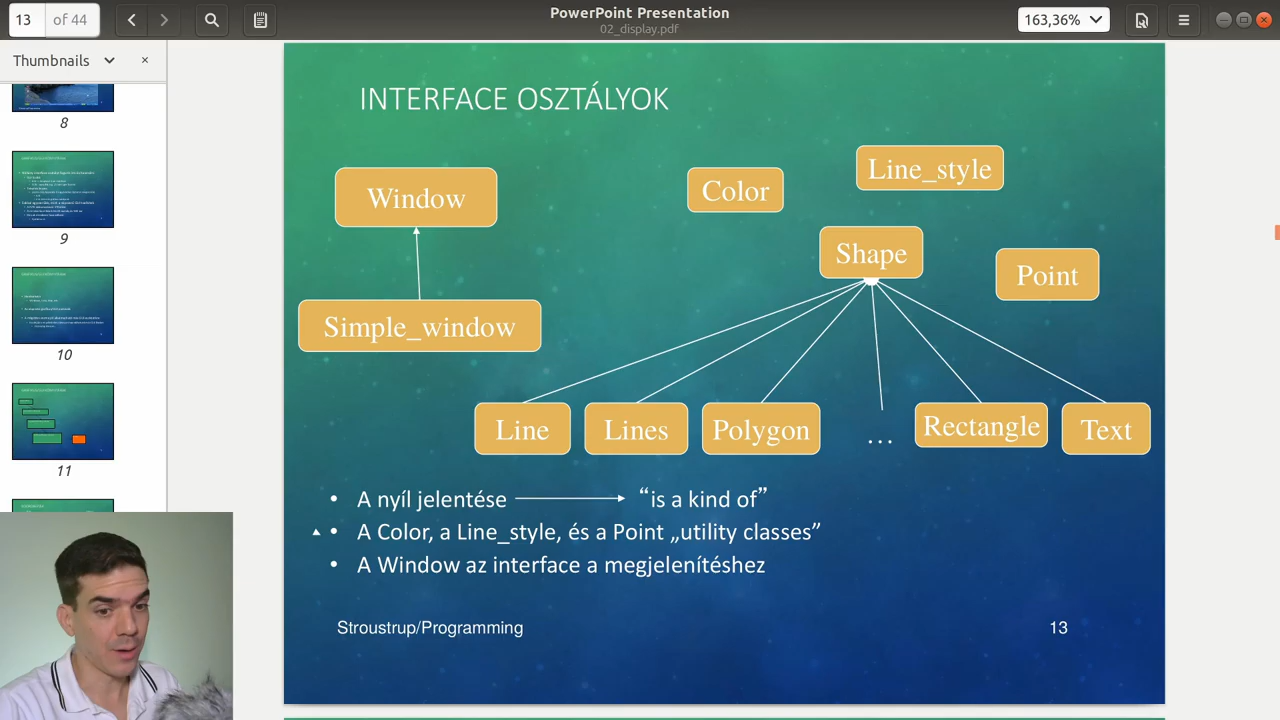 13
of 44
PowerPoint Presentation
02_display.pdf
163,36%
Thumbnails
×
8
9
10
11
INTERFACE OSZTÁLYOK
Window
Color
Line_style
Shape
Point
Simple_window
Line
Lines
Polygon
...
Rectangle
Text
• A nyíl jelentése “is a kind of”
• A Color, a Line_style, és a Point „utility classes”
• A Window az interface a megjelenítéshez
Stroustrup/Programming
13